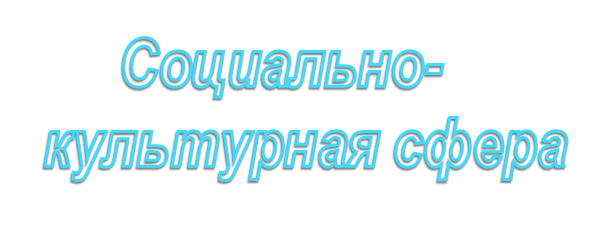 Социально-
культурная сфера